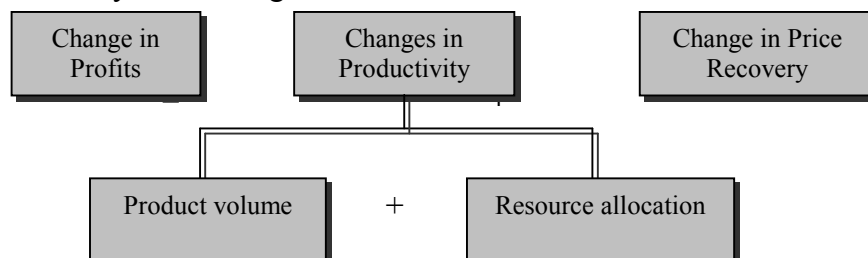 Change in
Profits
Changes in
Productivity
Change in Price
Recovery
Product volume
+
Resource allocation